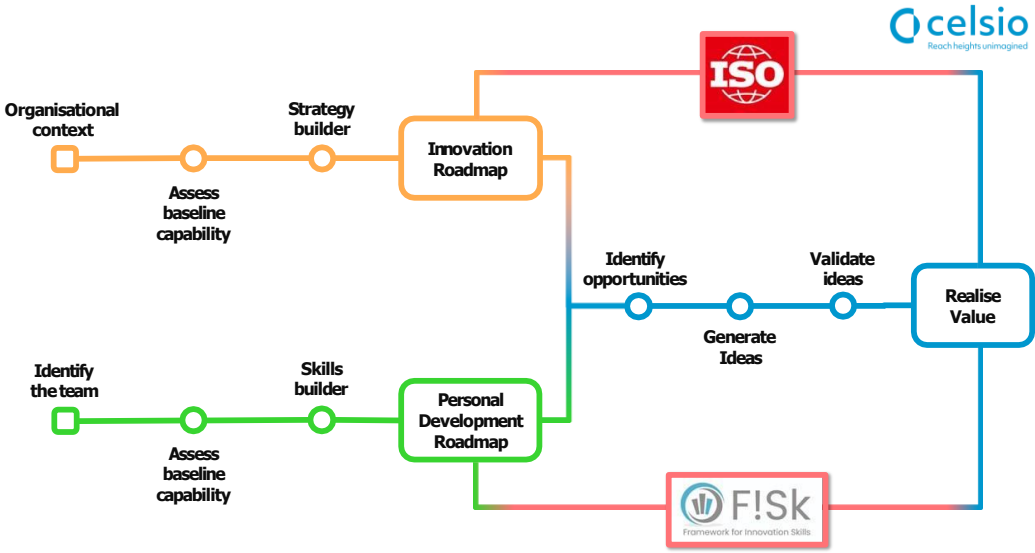 celsio
Reach heights unimagined
ISO
Organisational
context
Strategy
builder
Innovation
Roadmap
Assess
baseline
capability
Identify
opportunities
Validate
ideas
Realise
Value
Generate
Ideas
Identify
the team
Skills
builder
Personal
Development
Roadmap
Assess
baseline
capability
F!Sk
Framework for Innovation Skills